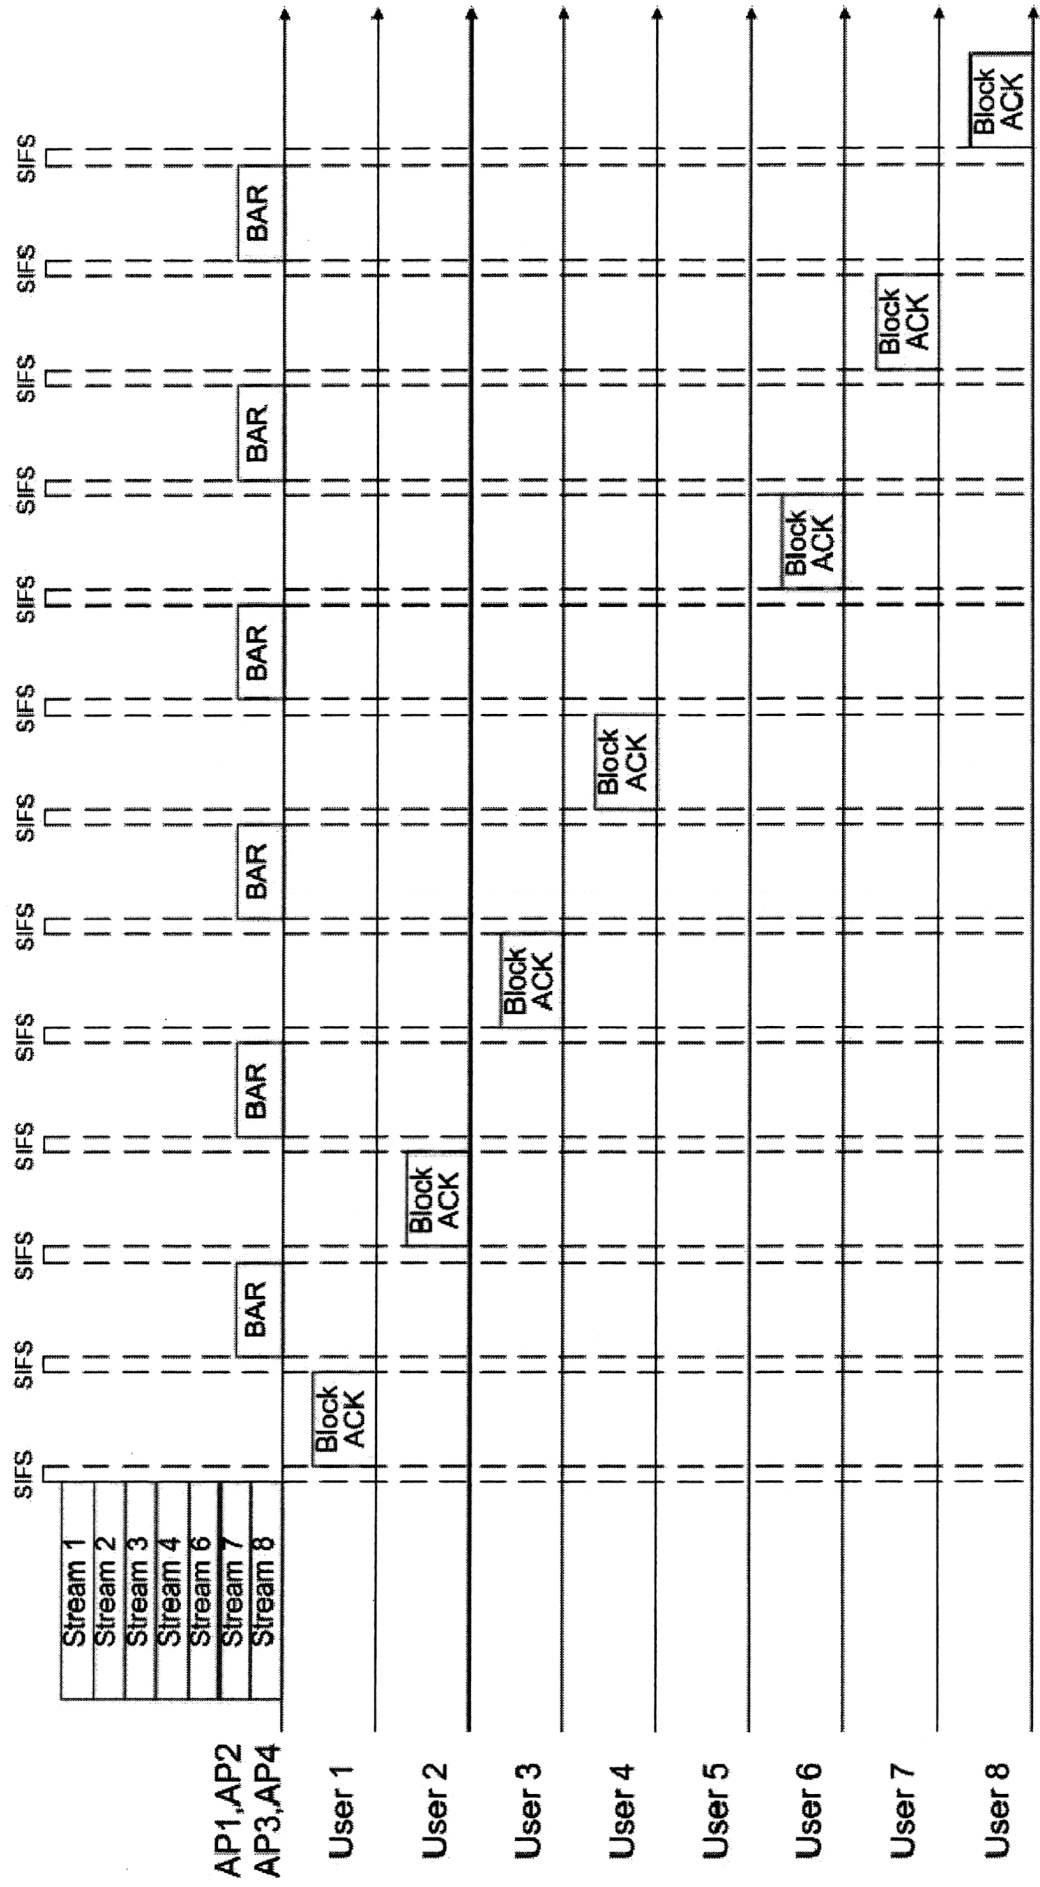 SIFS SIFS SIFS SIFS SIFS SIFS SIFS SIFS SIFS SIFS SIFS SIFS SIFS
Stream 1
Stream 2
Stream 3
Stream 4
Stream 6
Stream 7
Stream 8
AP1,AP2
AP3,AP4
BAR BAR BAR BAR BAR BAR
User 1
Block
ACK
User 2
Block
ACK
User 3
Block
ACK
User 4
Block
ACK
User 5
User 6
Block
ACK
User 7
Block
ACK
User 8
Block
ACK